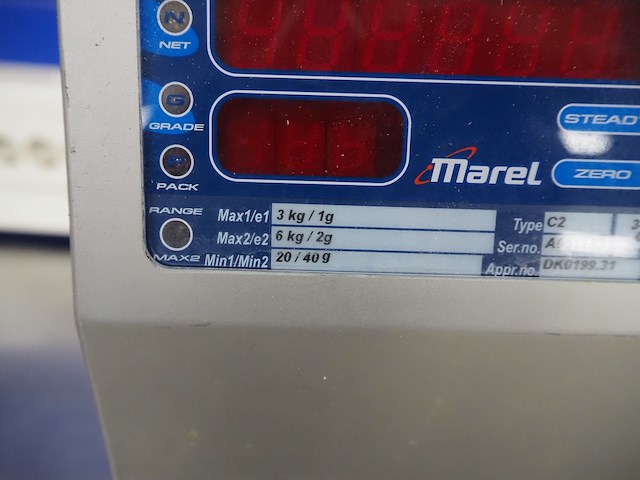 N
NET
G
GRADE
STEADY
PACK
Marel
ZERO
RANGE
MAX2
Max1/e1 3 kg / 1g
Max2/e2 6 kg / 2g
Min1/Min2 20 / 40 g
Type C2
Ser.no.
Appr.no. DK0199.31